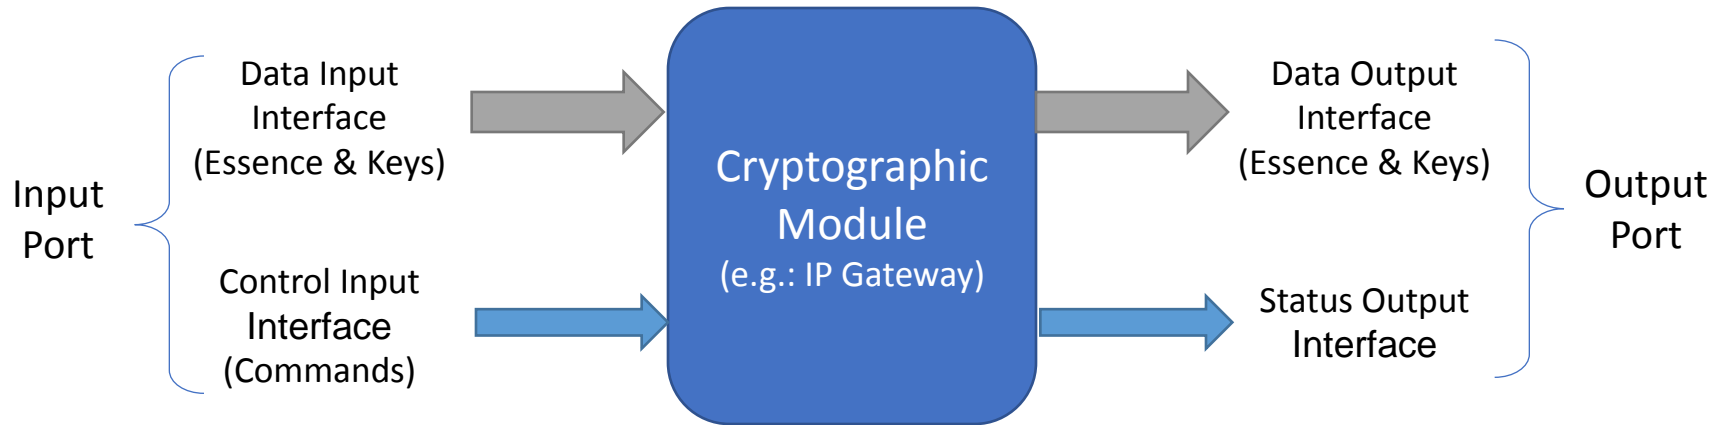 Input
Port
Data Input
Interface
(Essence & Keys)
Control Input
Interface
(Commands)
Cryptographic
Module
(e.g.: IP Gateway)
Data Output
Interface
(Essence & Keys)
Status Output
Interface
Output
Port